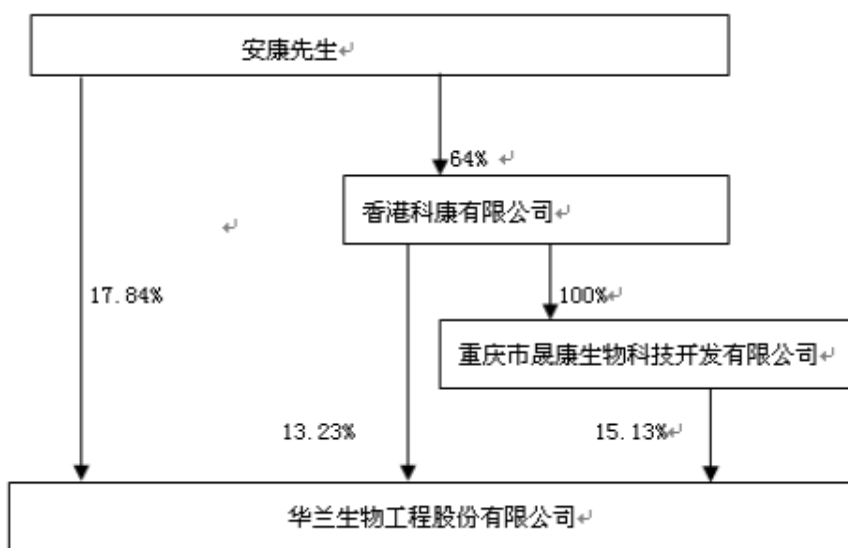 安康先生↵
64% ↵
香港科康有限公司↵
↵
17.84%
100%↵
重庆市晟康生物科技开发有限公司↵
13.23%
15.13%↵
华兰生物工程股份有限公司↵